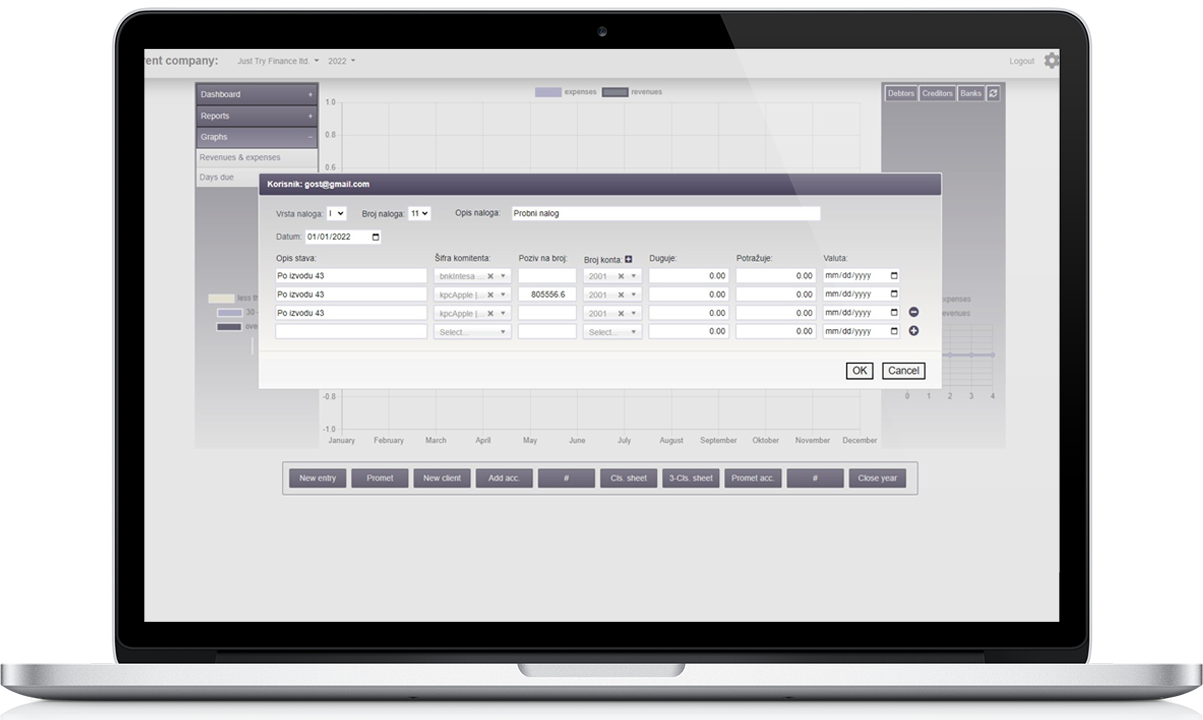 rent company: Just Try Finance ltd. 2022 Logout
Dashboard +
Reports +
Graphs −
Revenues & expenses
Days due
expenses revenues
Debtors Creditors Banks
1.0
0.8
0.6
Korisnik: gost@gmail.com
Vrsta naloga: I Broj naloga: 11 Opis naloga: Probni nalog
Datum: 01/01/2022
Opis stava: Šifra komitenta: Poziv na broj: Broj konta: Duguje: Potražuje: Valuta:
Po izvodu 43 bnkIntesa ... 2001 0.00 0.00 mm/dd/yyyy
Po izvodu 43 kpcApple |... 805556.6 2001 0.00 0.00 mm/dd/yyyy
Po izvodu 43 kpcApple |... 2001 0.00 0.00 mm/dd/yyyy
Select... Select... 0.00 0.00 mm/dd/yyyy
OK Cancel
less th
30 -
ove
xpenses
evenues
0 1 2 3 4
-0.8
-1.0
January February March April May June July August September Oktober November December
New entry Promet New client Add acc. # Cls. sheet 3-Cls. sheet Promet acc. # Close year